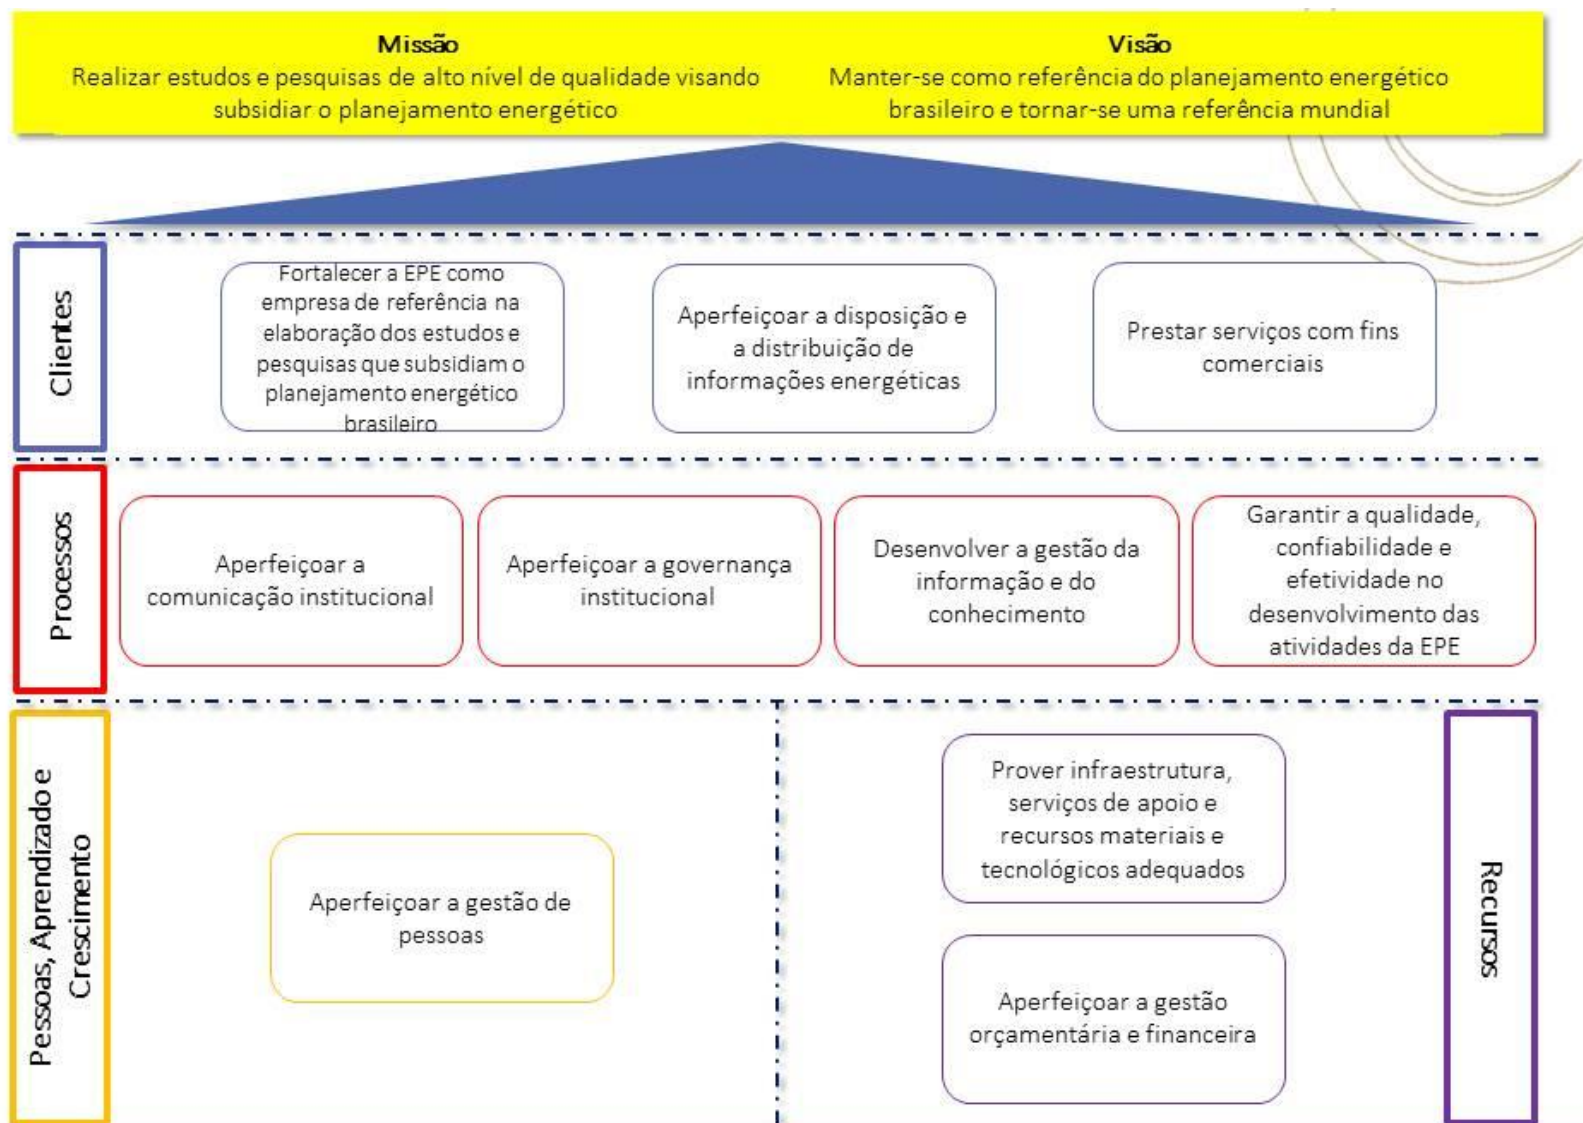 Missão
Realizar estudos e pesquisas de alto nível de qualidade visando
subsidiar o planejamento energético
Visão
Manter-se como referência do planejamento energético
brasileiro e tornar-se uma referência mundial
Clientes
Fortalecer a EPE como
empresa de referência na
elaboração dos estudos e
pesquisas que subsidiam o
planejamento energético
brasileiro
Aperfeiçoar a disposição e
a distribuição de
informações energéticas
Prestar serviços com fins
comerciais
Processos
Aperfeiçoar a
comunicação institucional
Aperfeiçoar a governança
institucional
Desenvolver a gestão da
informação e do
conhecimento
Garantir a qualidade,
confiabilidade e
efetividade no
desenvolvimento das
atividades da EPE
Pessoas, Aprendizado e
Crescimento
Aperfeiçoar a gestão de
pessoas
Prover infraestrutura,
serviços de apoio e
recursos materiais e
tecnológicos adequados
Aperfeiçoar a gestão
orçamentária e financeira
Recursos